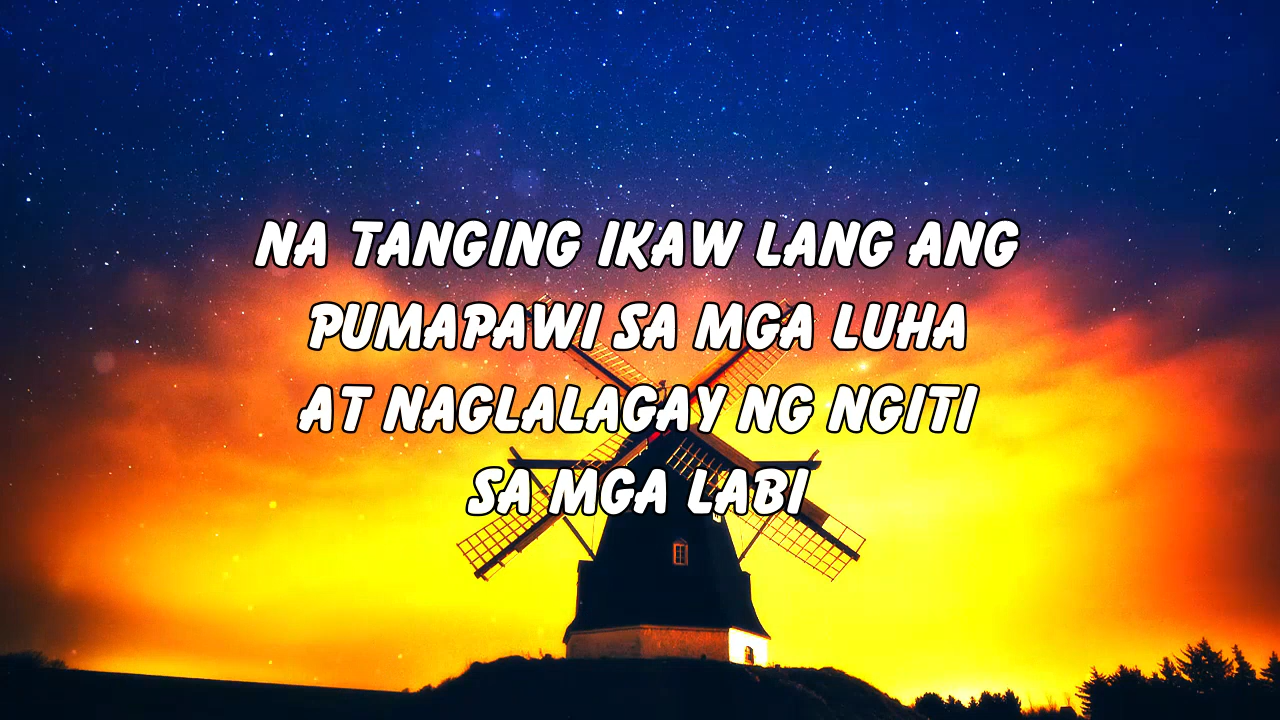 NA TANGING IKAW LANG ANG
PUMAPAWI SA MGA LUHA
AT NAGLALAGAY NG NGITI
SA MGA LABI